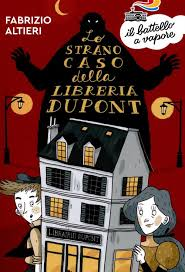 FABRIZIO
ALTIERI
il battello
a vapore
Lo
STRANO
CASO della
LIBRERIA
DUPONT
LIBRAIRIE DUPONT